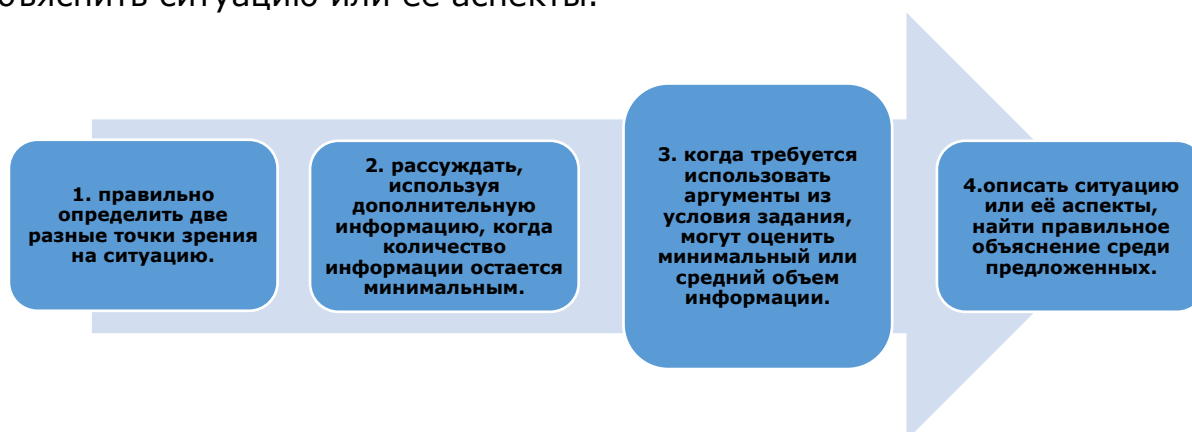 объяснить ситуацию или её аспекты.
1. правильно
определить две
разные точки зрения
на ситуацию.
2. рассуждать,
используя
дополнительную
информацию, когда
количество
информации остается
минимальным.
3. когда требуется
использовать
аргументы из
условия задания,
могут оценить
минимальный или
средний объем
информации.
4.описать ситуацию
или её аспекты,
найти правильное
объяснение среди
предложенных.